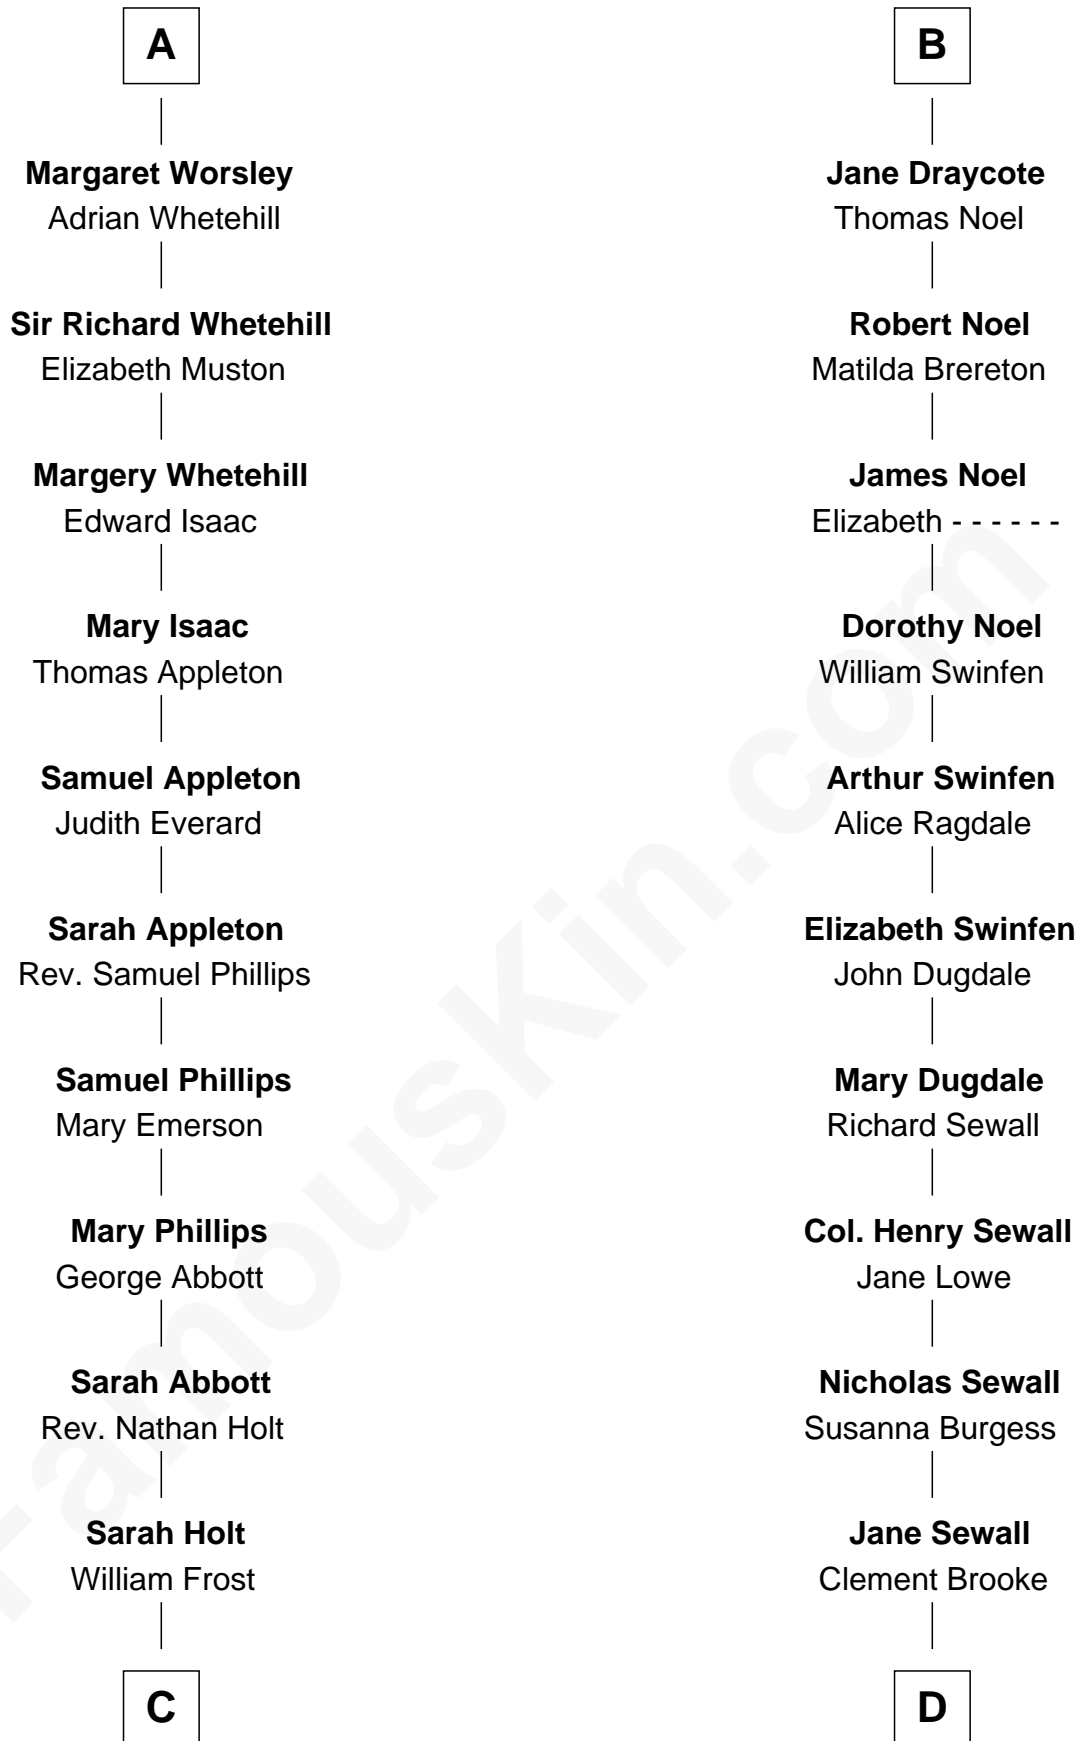 A
Margaret Worsley
Adrian Whetehill
Sir Richard Whetehill
Elizabeth Muston
Margery Whetehill
Edward Isaac
Mary Isaac
Thomas Appleton
Samuel Appleton
Judith Everard
Sarah Appleton
Rev. Samuel Phillips
Samuel Phillips
Mary Emerson
Mary Phillips
George Abbott
Sarah Abbott
Rev. Nathan Holt
Sarah Holt
William Frost
C
B
Jane Draycote
Thomas Noel
Robert Noel
Matilda Brereton
James Noel
Elizabeth - - - - - -
Dorothy Noel
William Swinfen
Arthur Swinfen
Alice Ragdale
Elizabeth Swinfen
John Dugdale
Mary Dugdale
Richard Sewall
Col. Henry Sewall
Jane Lowe
Nicholas Sewall
Susanna Burgess
Jane Sewall
Clement Brooke
D
FamousKin.com